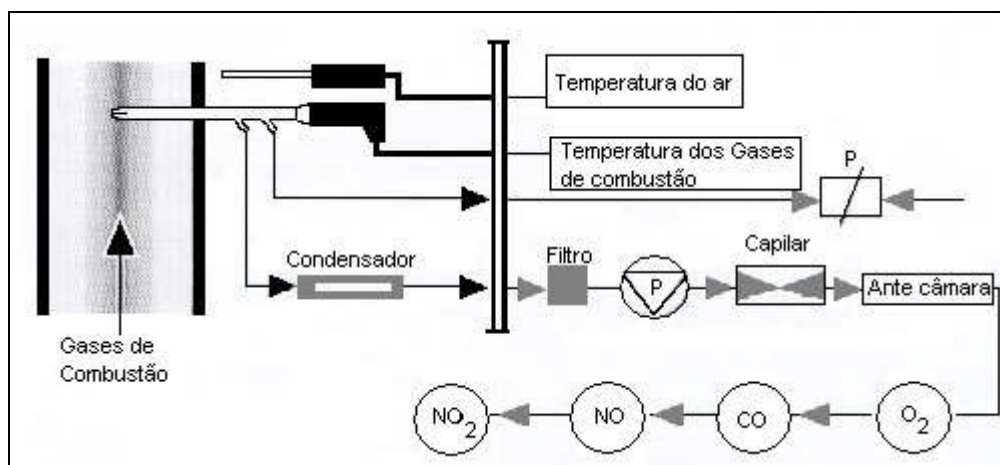 Temperatura do ar
Temperatura dos Gases
de combustão
P
Condensador
Filtro
P
Capilar
Ante câmara
Gases de
Combustão
NO2
NO
CO
O2